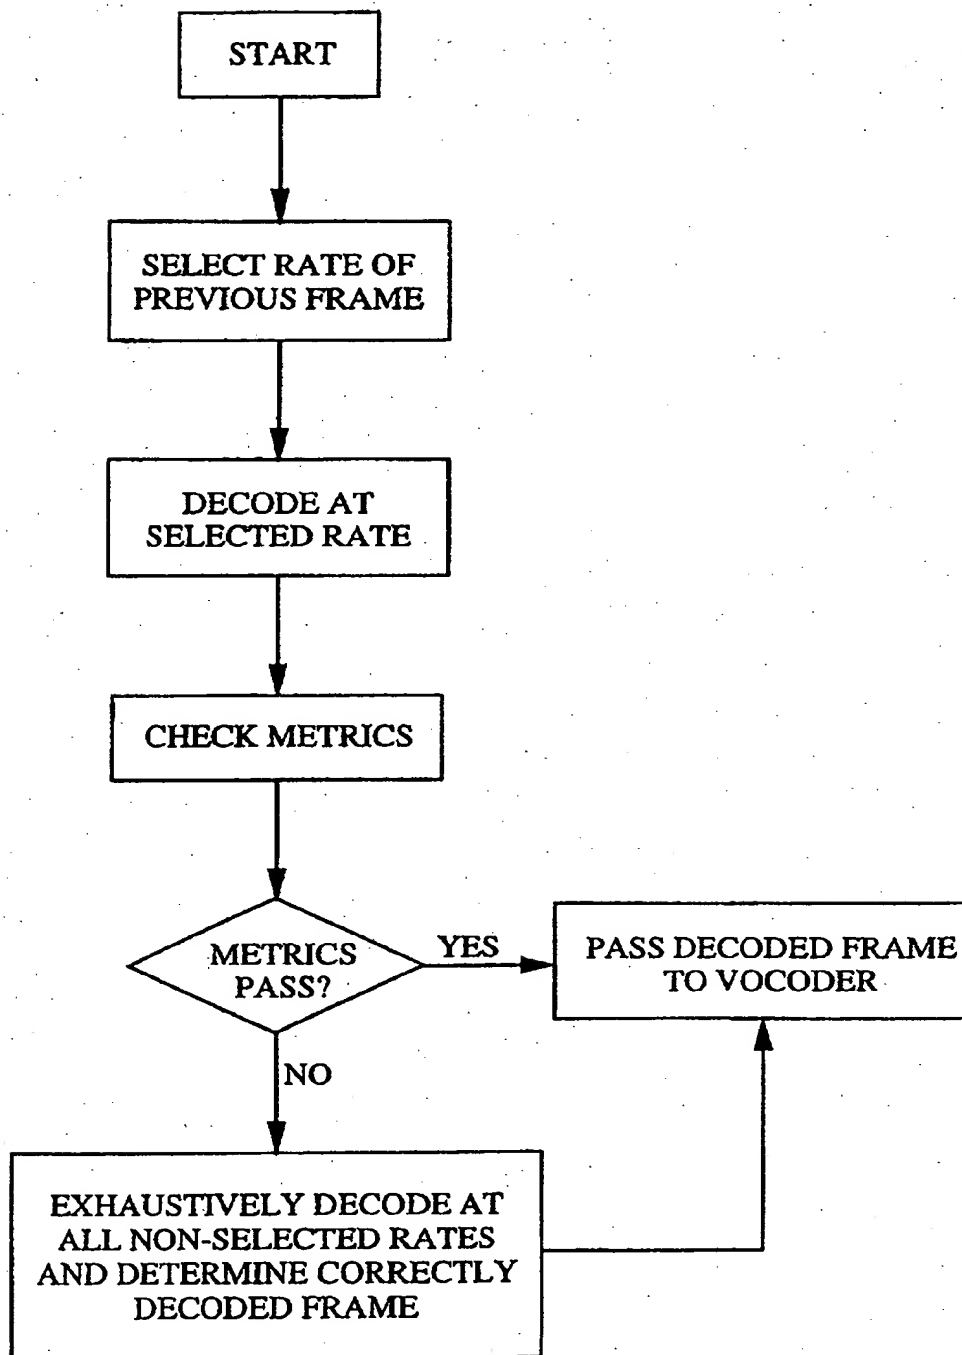 START
SELECT RATE OF
PREVIOUS FRAME
DECODE AT
SELECTED RATE
CHECK METRICS
METRICS
PASS?
YES
PASS DECODED FRAME
TO VOCODER
NO
EXHAUSTIVELY DECODE AT
ALL NON-SELECTED RATES
AND DETERMINE CORRECTLY
DECODED FRAME